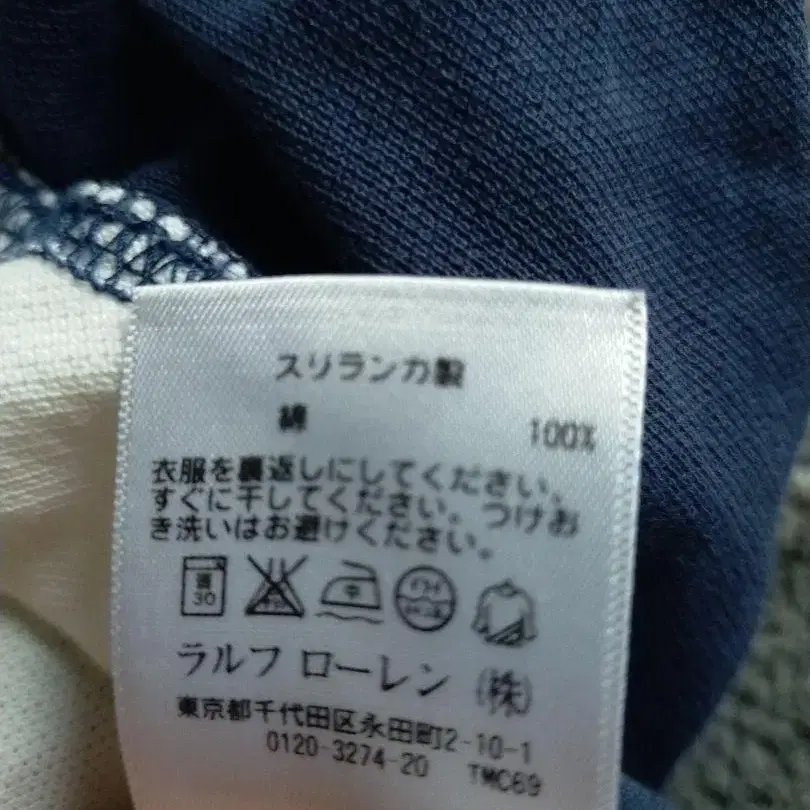 スリランカ製
綿 100%
衣服を裏返しにしてください。
すぐに干してください。つけお
き洗いはお避けください。
30
中
ドライ
ラルフ ローレン (株)
東京都千代田区永田町2-10-1
0120-3274-20 TMC69